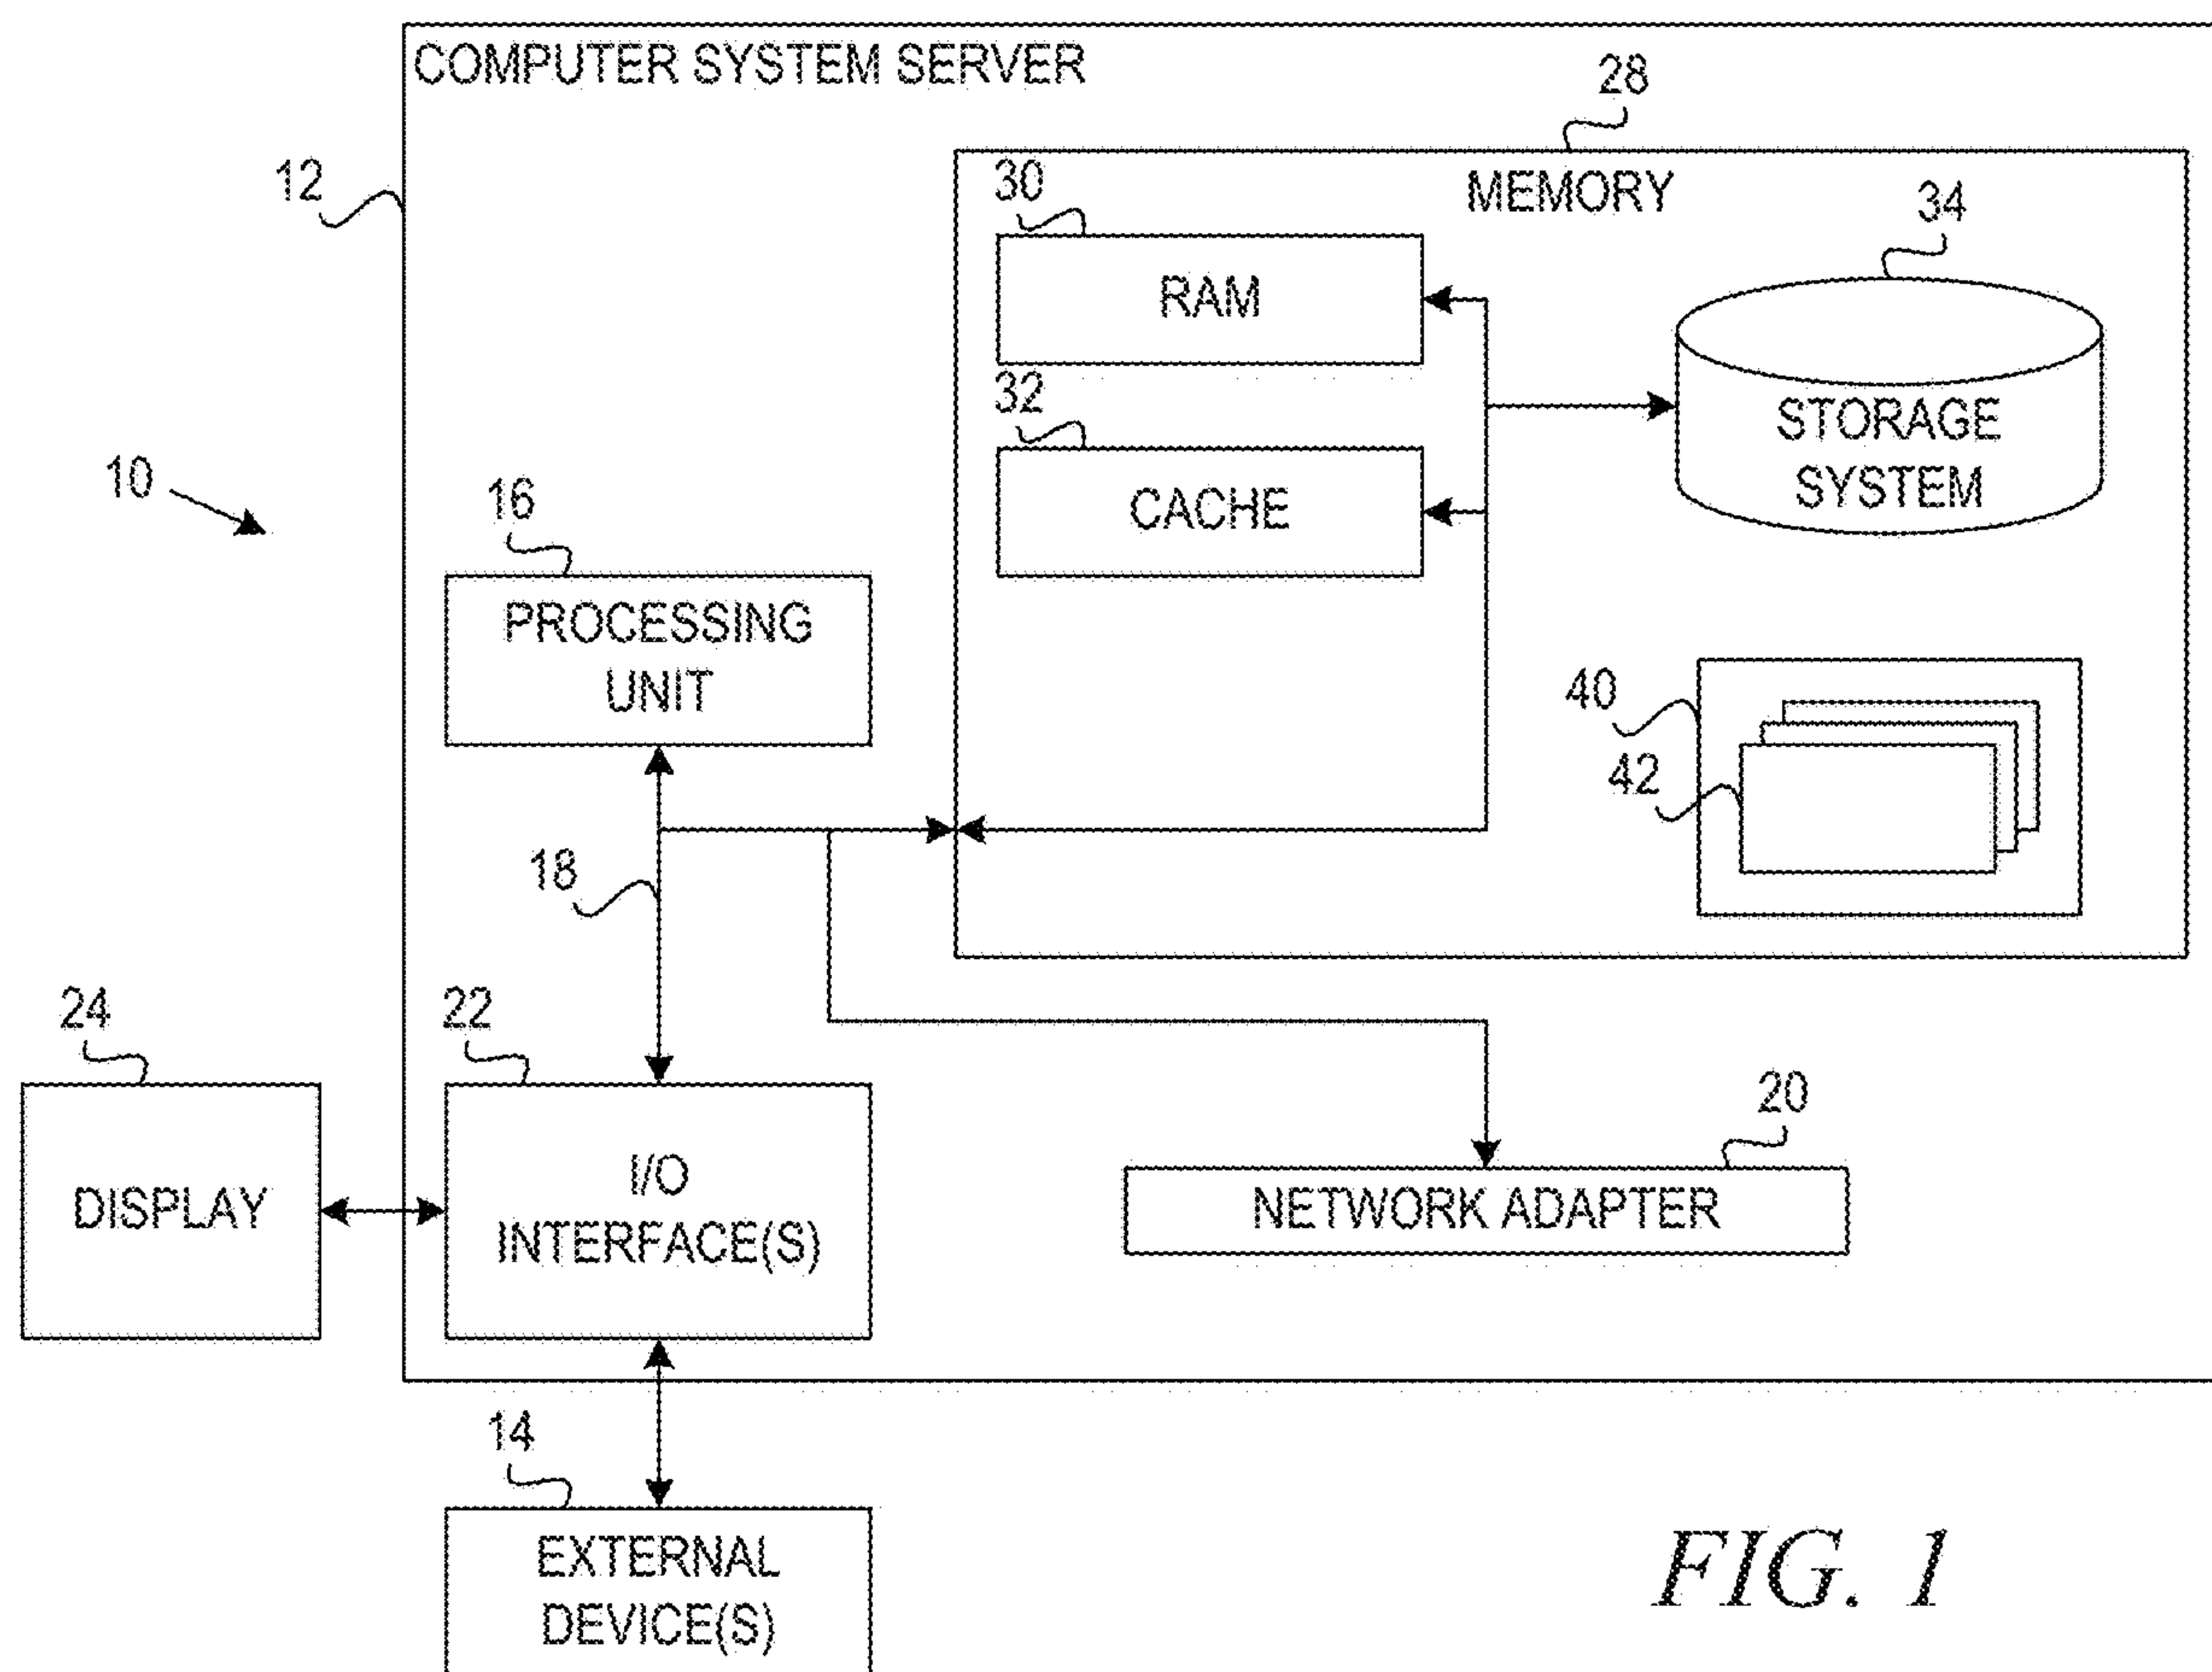 COMPUTER SYSTEM SERVER
28
12
30
MEMORY
34
RAM
32
STORAGE
SYSTEM
10
16
CACHE
PROCESSING
UNIT
40
42
18
24
22
20
DISPLAY
I/O
INTERFACE(S)
NETWORK ADAPTER
14
EXTERNAL
DEVICE(S)
FIG. 1